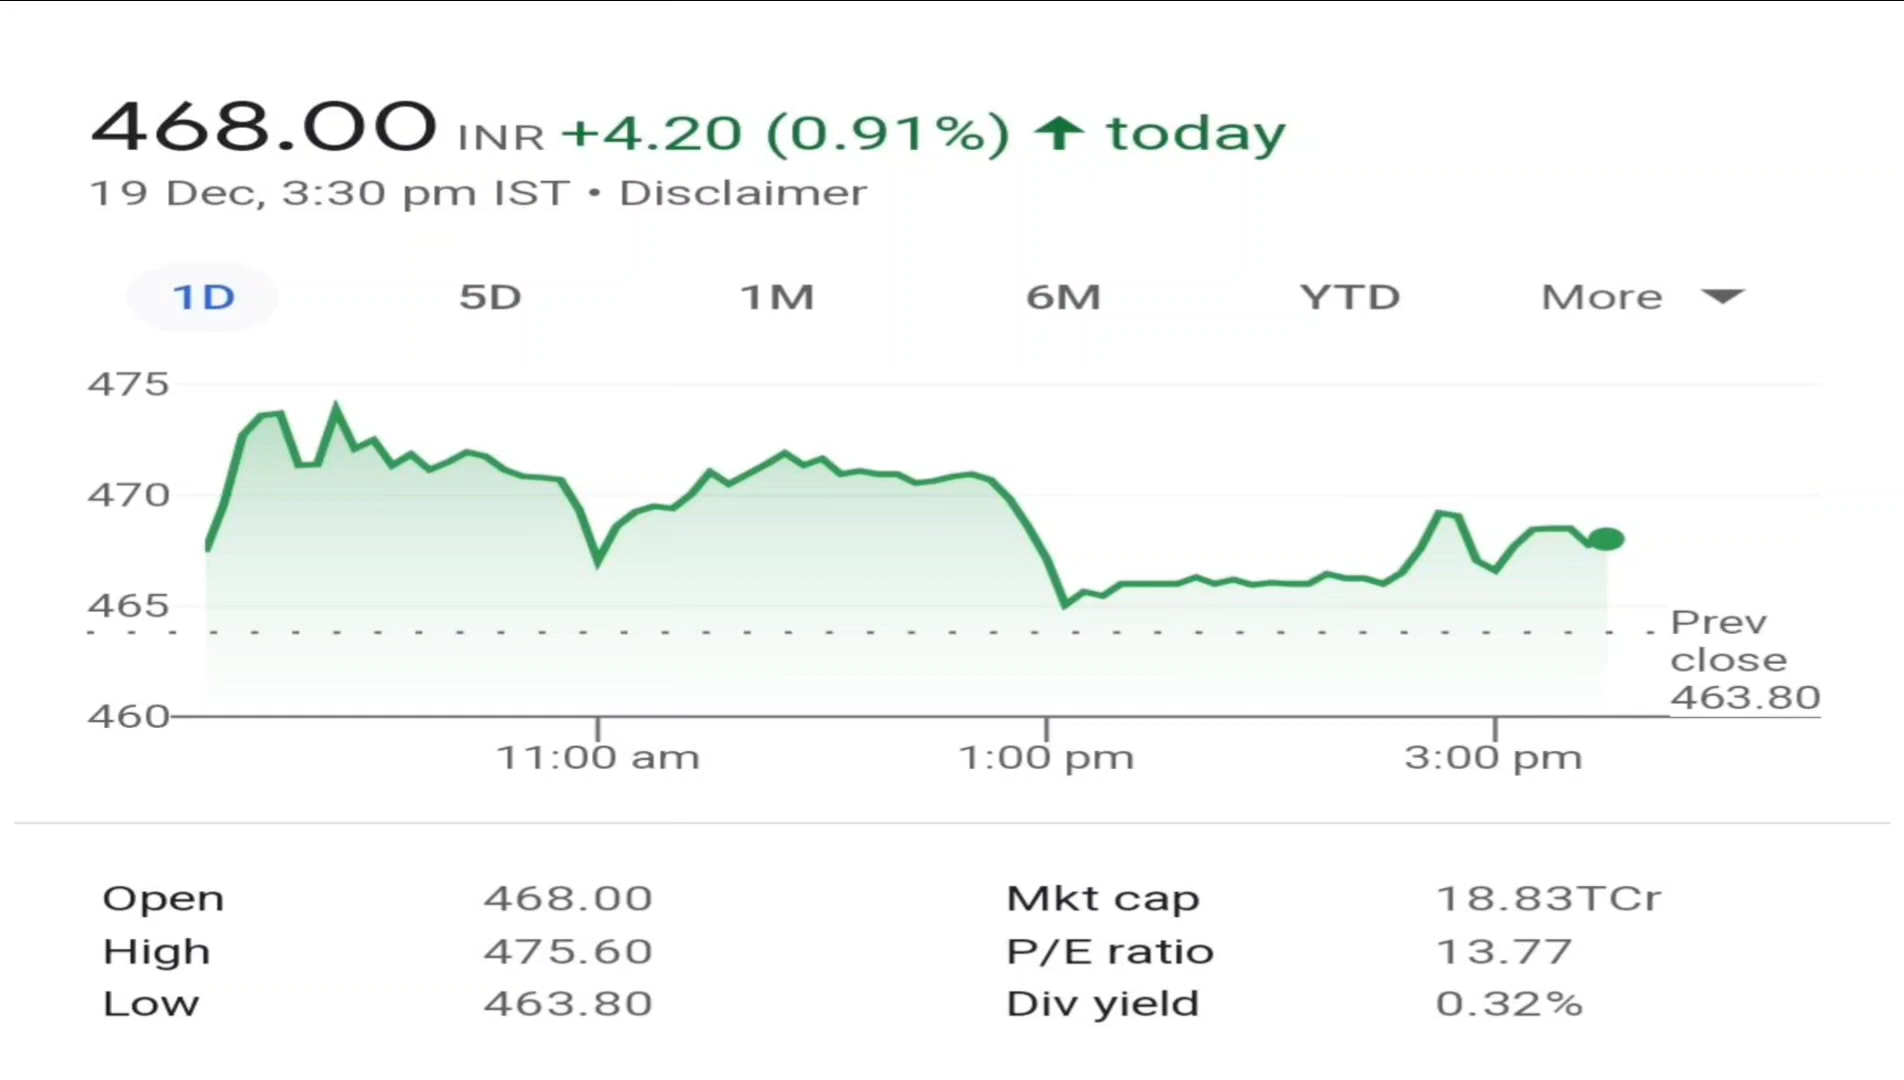 468.00 INR +4.20 (0.91%) ↑ today
19 Dec, 3:30 pm IST • Disclaimer
1D 5D 1M 6M YTD More
475
470
465
460
Prev
close
463.80
11:00 am 1:00 pm 3:00 pm
Open 468.00 Mkt cap 18.83TCr
High 475.60 P/E ratio 13.77
Low 463.80 Div yield 0.32%